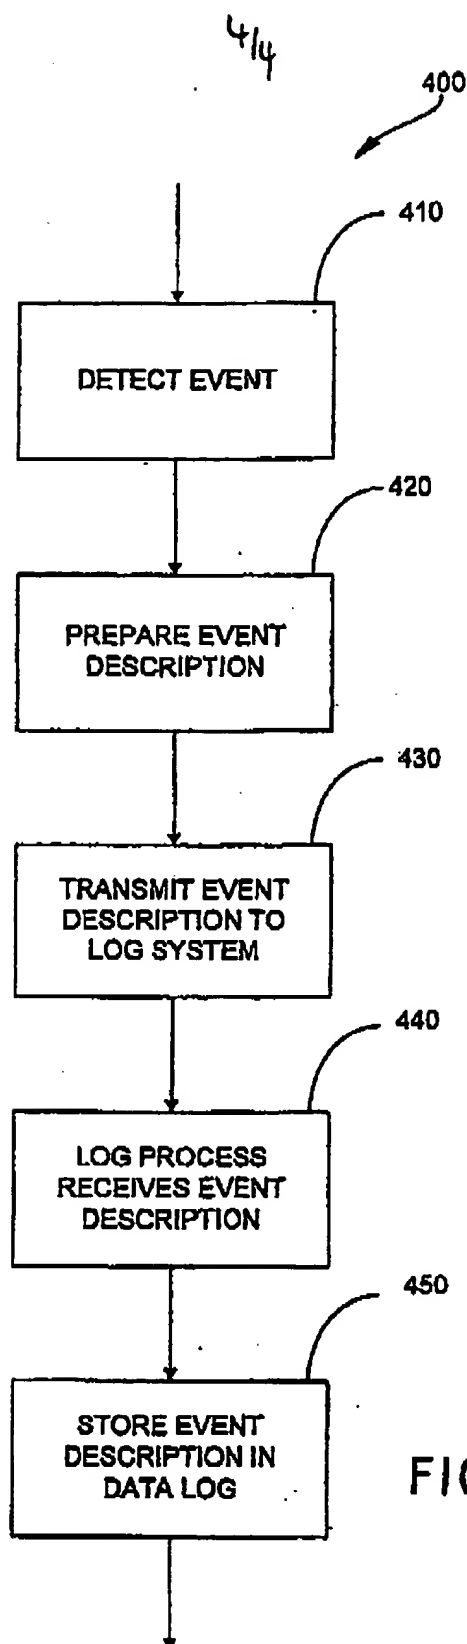 4/4
400
410
DETECT EVENT
420
PREPARE EVENT
DESCRIPTION
430
TRANSMIT EVENT
DESCRIPTION TO
LOG SYSTEM
440
LOG PROCESS
RECEIVES EVENT
DESCRIPTION
450
STORE EVENT
DESCRIPTION IN
DATA LOG